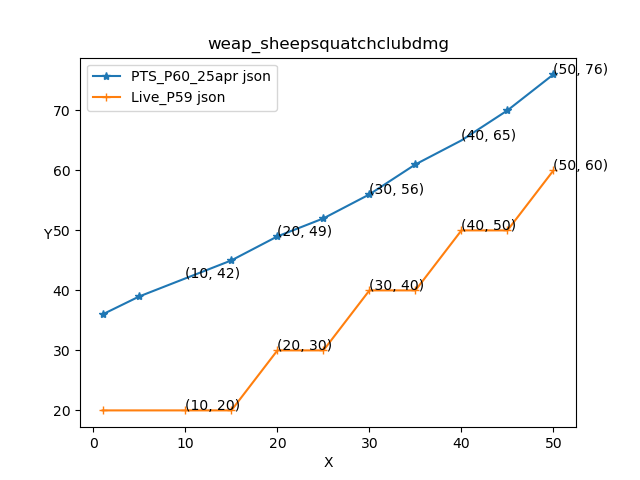 weap_sheepsquatchclubdmg
PTS_P60_25apr json
Live_P59 json
(50, 76)
70
(40, 65)
60
(50, 60)
(30, 56)
Y
50
(20, 49)
(40, 50)
(10, 42)
40
(30, 40)
30
(20, 30)
20
(10, 20)
0 10 20 30 40 50
X